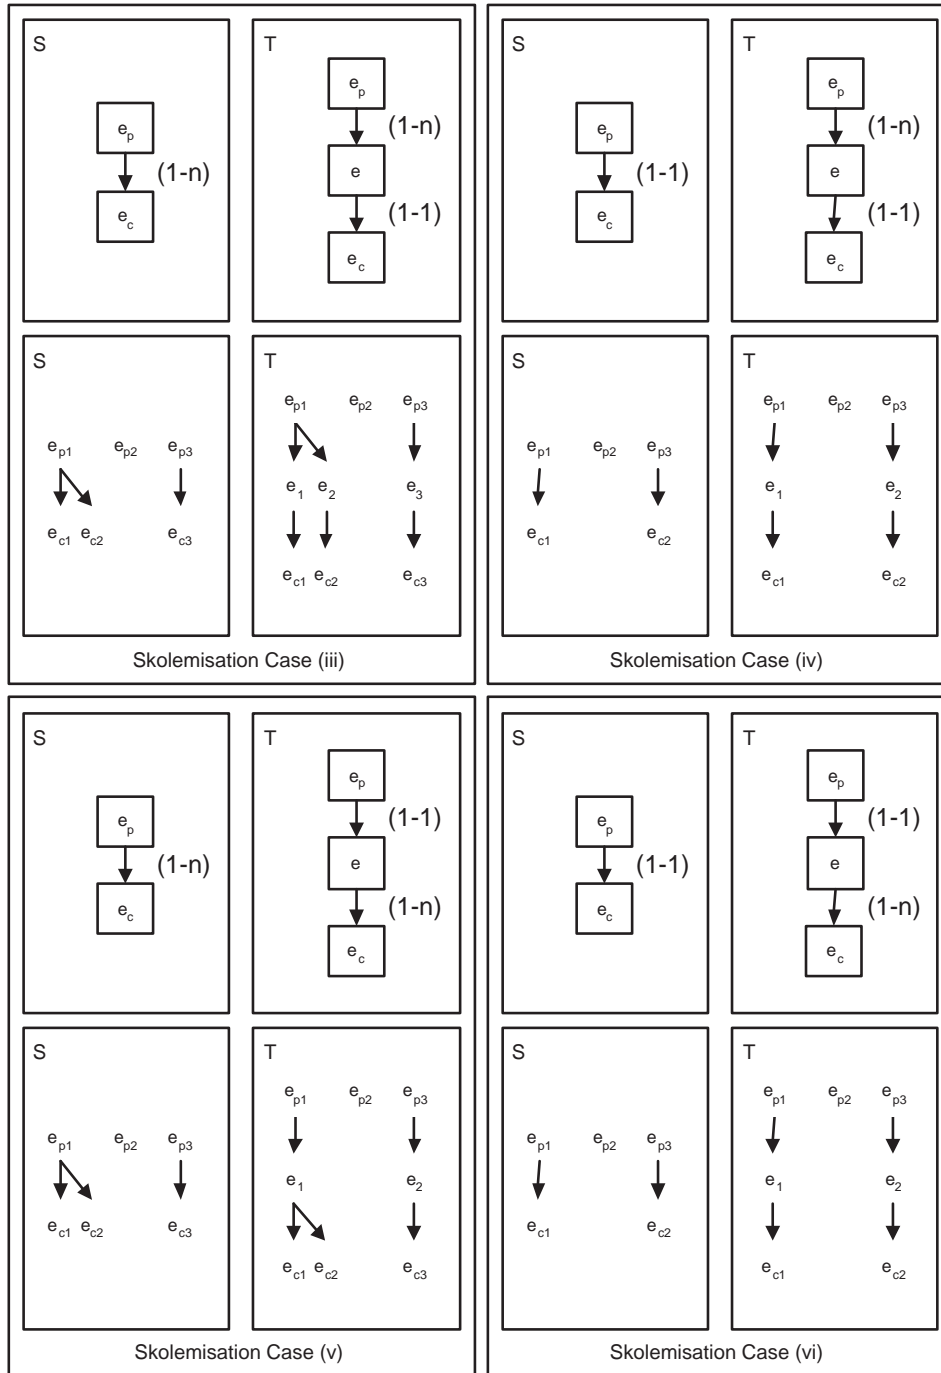 S
e_p
(1-n)
e_c
T
e_p
(1-n)
e
(1-1)
e_c
S
e_p1 e_p2 e_p3
e_c1 e_c2 e_c3
T
e_p1 e_p2 e_p3
e_1 e_2 e_3
e_c1 e_c2 e_c3
Skolemisation Case (iii)
S
e_p
(1-1)
e_c
T
e_p
(1-n)
e
(1-1)
e_c
S
e_p1 e_p2 e_p3
e_c1 e_c2
T
e_p1 e_p2 e_p3
e_1 e_2
e_c1 e_c2
Skolemisation Case (iv)
S
e_p
(1-n)
e_c
T
e_p
(1-1)
e
(1-n)
e_c
S
e_p1 e_p2 e_p3
e_c1 e_c2 e_c3
T
e_p1 e_p2 e_p3
e_1 e_2
e_c1 e_c2 e_c3
Skolemisation Case (v)
S
e_p
(1-1)
e_c
T
e_p
(1-1)
e
(1-n)
e_c
S
e_p1 e_p2 e_p3
e_c1 e_c2
T
e_p1 e_p2 e_p3
e_1 e_2
e_c1 e_c2
Skolemisation Case (vi)